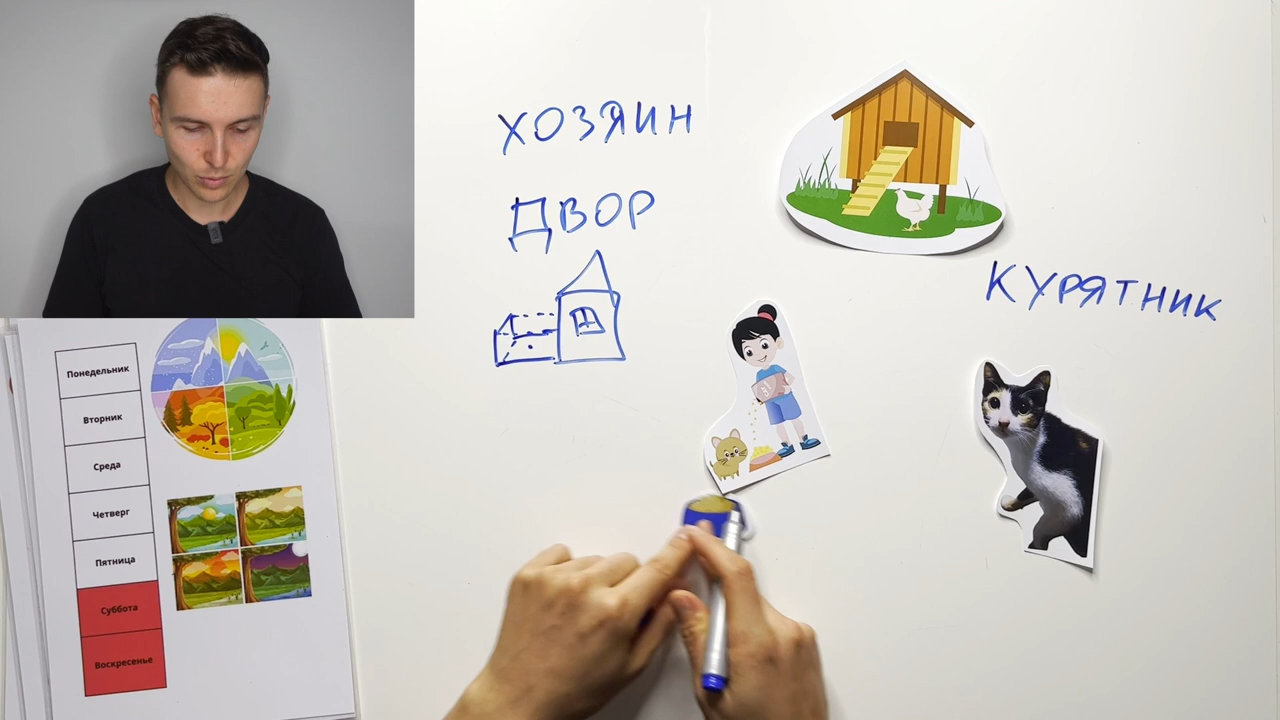 ХОЗЯИН
ДВОР
КУРЯТНИК
Понедельник
Вторник
Среда
Четверг
Пятница
Суббота
Воскресенье